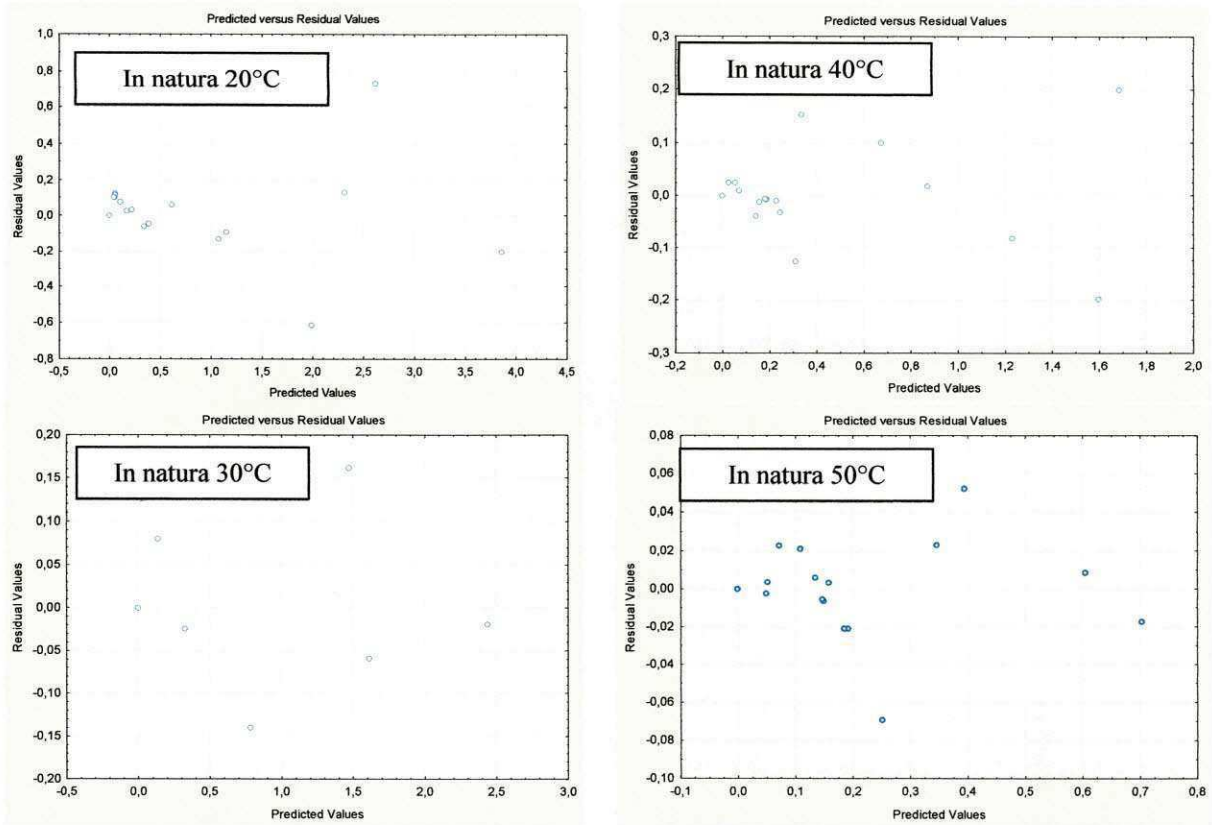 Predicted versus Residual Values
In natura 20°C
1,0
0,8
0,6
0,4
0,2
0,0
-0,2
-0,4
-0,6
-0,8
Residual Values
-0,5 0,0 0,5 1,0 1,5 2,0 2,5 3,0 3,5 4,0 4,5
Predicted Values
Predicted versus Residual Values
In natura 40°C
0,3
0,2
0,1
0,0
-0,1
-0,2
-0,3
Residual Values
-0,2 0,0 0,2 0,4 0,6 0,8 1,0 1,2 1,4 1,6 1,8 2,0
Predicted Values
Predicted versus Residual Values
In natura 30°C
0,20
0,15
0,10
0,05
0,00
-0,05
-0,10
-0,15
-0,20
Residual Values
-0,5 0,0 0,5 1,0 1,5 2,0 2,5 3,0
Predicted Values
Predicted versus Residual Values
In natura 50°C
0,08
0,06
0,04
0,02
0,00
-0,02
-0,04
-0,06
-0,08
-0,10
Residual Values
-0,1 0,0 0,1 0,2 0,3 0,4 0,5 0,6 0,7 0,8
Predicted Values